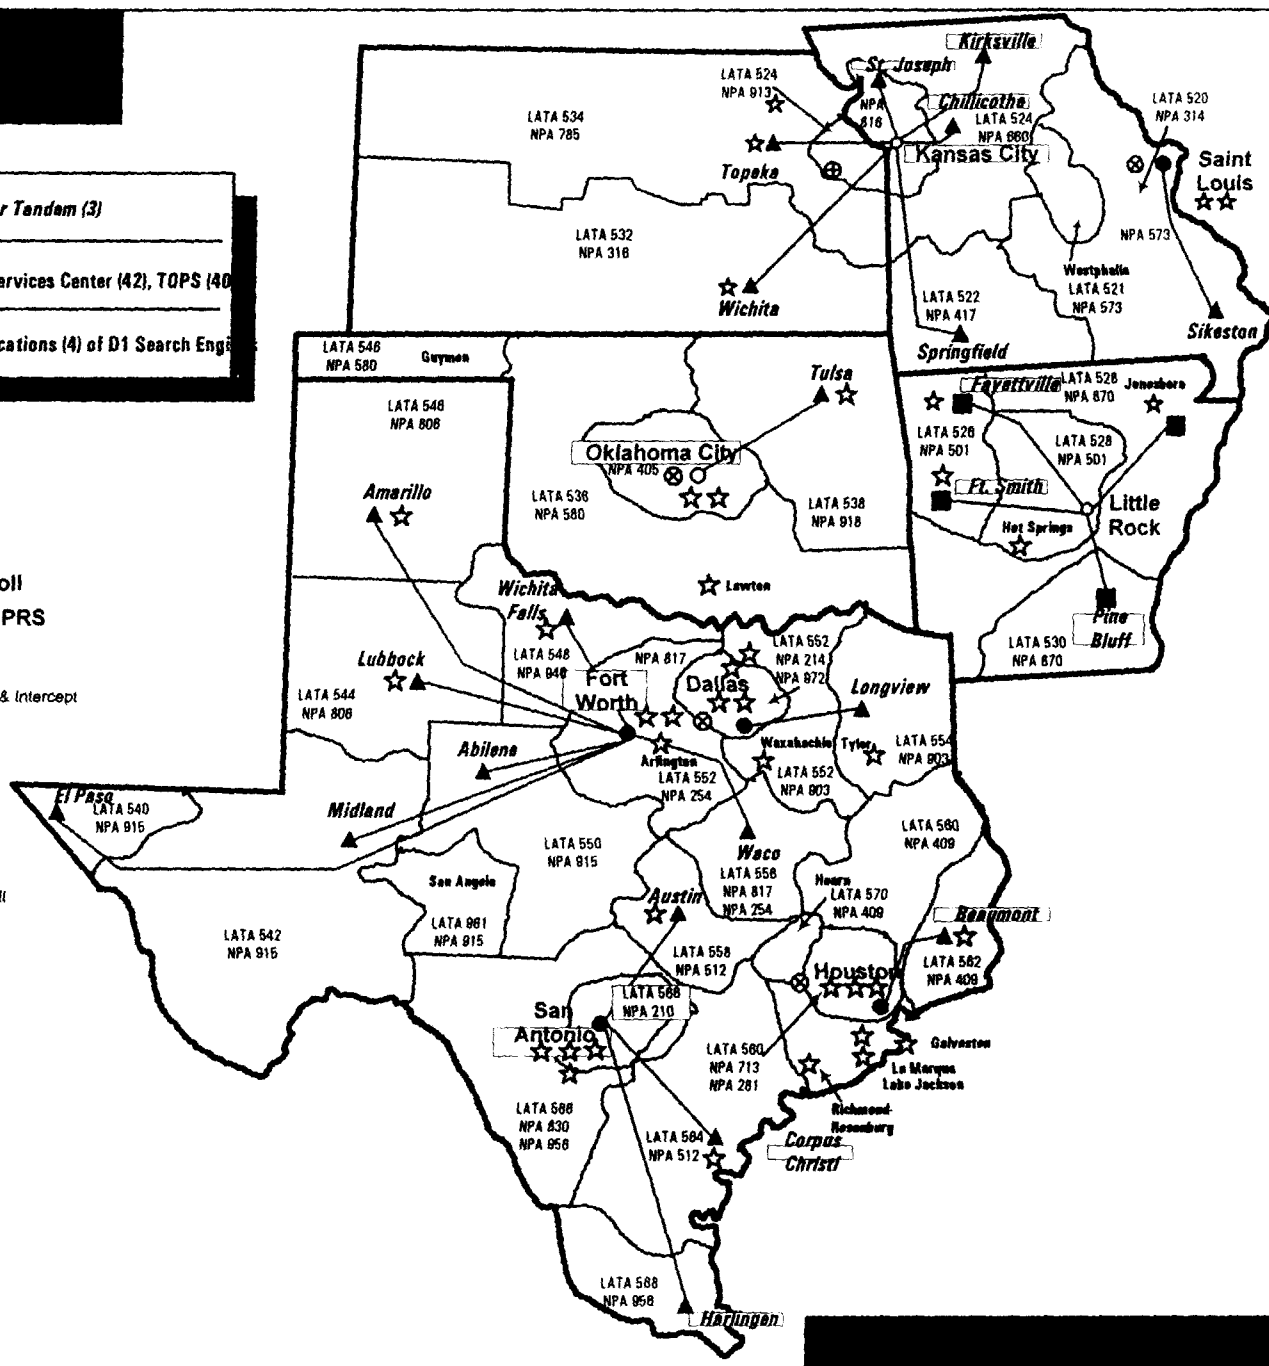 r Tandem (3)
ervices Center (42), TOPS (40
cations (4) of D1 Search Engi s
oll
PRS
& Intercept
Kirksville
St. Joseph
LATA 524
NPA 913
NPA
816
Chillicothe
LATA 524
NPA 660
LATA 520
NPA 314
LATA 534
NPA 785
Topeka
Kansas City
Saint
Louis
LATA 532
NPA 316
NPA 573
Westphalia
LATA 521
NPA 573
Wichita
LATA 522
NPA 417
Springfield
Sikeston
LATA 546
NPA 580
Guymon
Tulsa
Fayettville
LATA 528
NPA 870
Jonesboro
LATA 546
NPA 806
LATA 526
NPA 501
LATA 528
NPA 501
Oklahoma City
NPA 405
Amarillo
LATA 536
NPA 580
LATA 538
NPA 918
Ft. Smith
Hot Springs
Little
Rock
Lawton
Wichita
Falls
Pine
Bluff
LATA 530
NPA 870
Lubbock
LATA 548
NPA 940
NPA 817
LATA 552
NPA 214
NPA 972
LATA 544
NPA 806
Fort
Worth
Dallas
Longview
Abilene
Arlington
Waxahachie
Tyler
LATA 554
NPA 903
LATA 552
NPA 254
LATA 552
NPA 903
El Paso
LATA 540
NPA 915
Midland
LATA 550
NPA 915
Waco
LATA 556
NPA 817
NPA 254
LATA 560
NPA 409
San Angelo
Hearn
LATA 570
NPA 409
Austin
Beaumont
LATA 961
NPA 915
LATA 542
NPA 915
LATA 558
NPA 512
Houston
LATA 562
NPA 409
LATA 566
NPA 210
San
Antonio
Galveston
LATA 560
NPA 713
NPA 281
La Marque
Lake Jackson
LATA 566
NPA 830
NPA 956
Richmond-
Rosenburg
LATA 564
NPA 512
Corpus
Christi
LATA 568
NPA 956
Harlingen